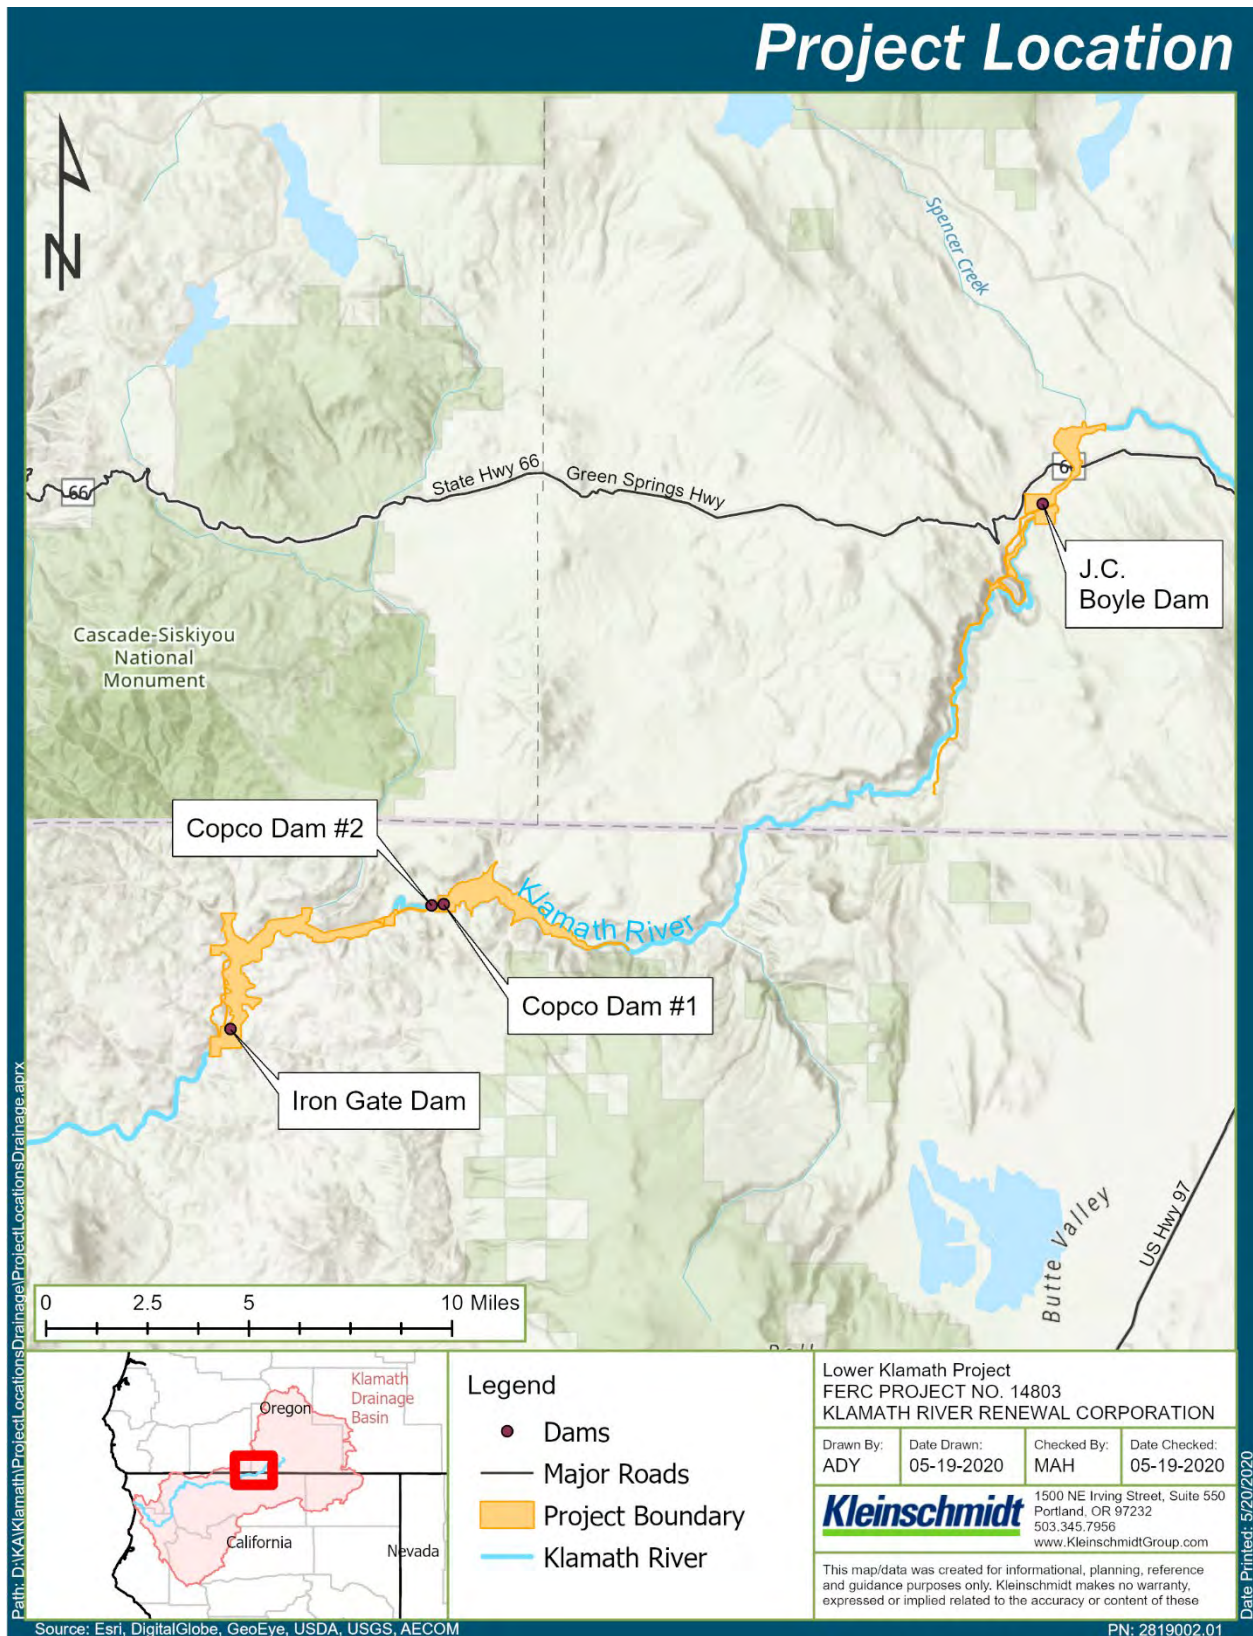 Project Location
N
Spencer Creek
66
State Hwy 66
Green Springs Hwy
6
J.C.
Boyle Dam
Cascade-Siskiyou
National
Monument
Copco Dam #2
Klamath River
Copco Dam #1
Iron Gate Dam
Butte Valley
US Hwy 97
0 2.5 5 10 Miles
Klamath
Drainage
Basin
Oregon
California
Nevada
Legend
Dams
Major Roads
Project Boundary
Klamath River
Lower Klamath Project
FERC PROJECT NO. 14803
KLAMATH RIVER RENEWAL CORPORATION
Drawn By:
ADY
Date Drawn:
05-19-2020
Checked By:
MAH
Date Checked:
05-19-2020
Kleinschmidt
1500 NE Irving Street, Suite 550
Portland, OR 97232
503.345.7956
www.KleinschmidtGroup.com
This map/data was created for informational, planning, reference
and guidance purposes only. Kleinschmidt makes no warranty,
expressed or implied related to the accuracy or content of these
Path: D:\KA\Klamath\ProjectLocationsDrainage\ProjectLocationsDrainage.aprx
Date Printed: 5/20/2020
Source: Esri, DigitalGlobe, GeoEye, USDA, USGS, AECOM
PN: 2819002.01